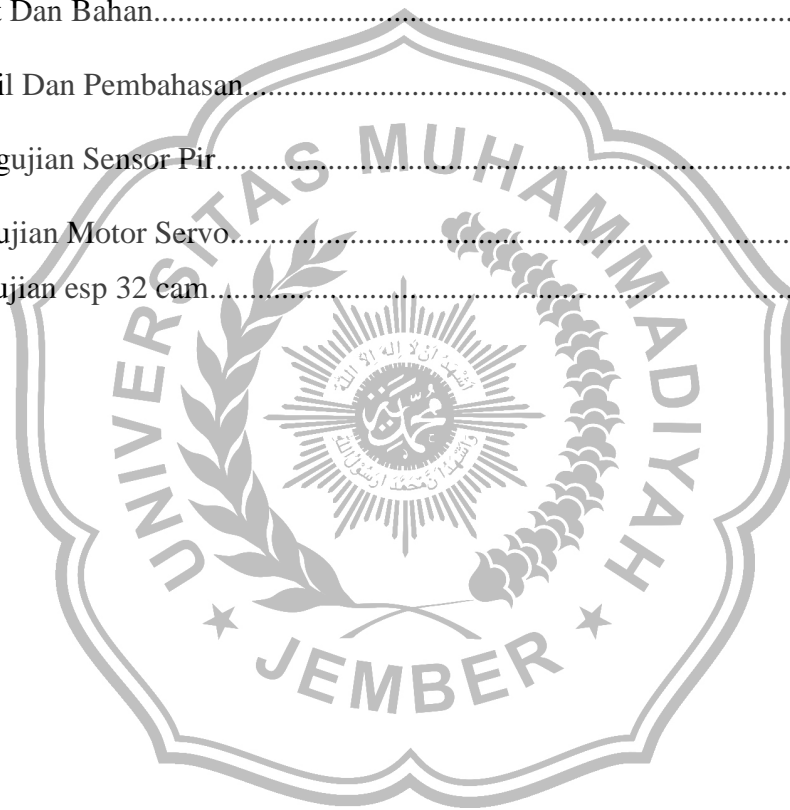 t Dan Bahan
il Dan Pembahasan
gujian Sensor Pir
ujian Motor Servo
ujian esp 32 cam
UNIVERSITAS MUHAMMADIYAH
JEMBER